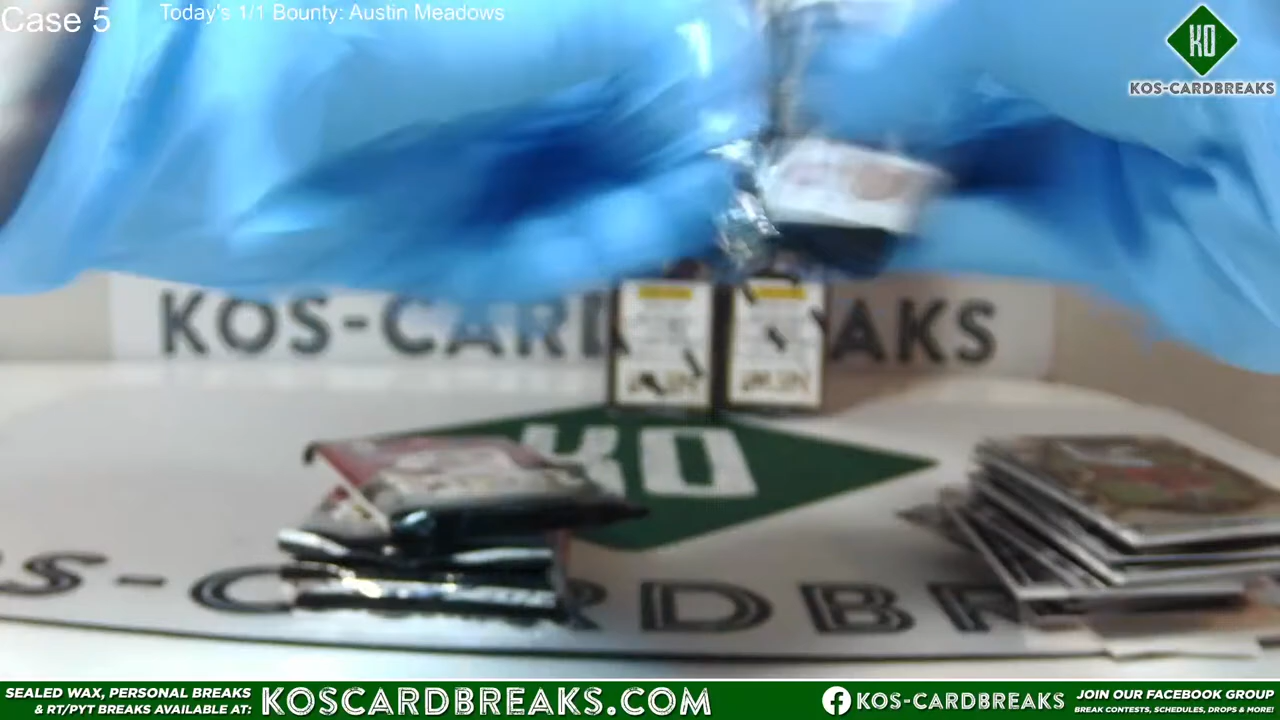 Case 5
Today's 1/1 Bounty: Austin Meadows
KO
KOS-CARDBREAKS
KOS-CARD
AKS
KO
S-C RDBR
SEALED WAX, PERSONAL BREAKS
& RT/PYT BREAKS AVAILABLE AT:
KOSCARDBREAKS.COM
KOS-CARDBREAKS
JOIN OUR FACEBOOK GROUP
BREAK CONTESTS, SCHEDULES, DROPS & MORE!